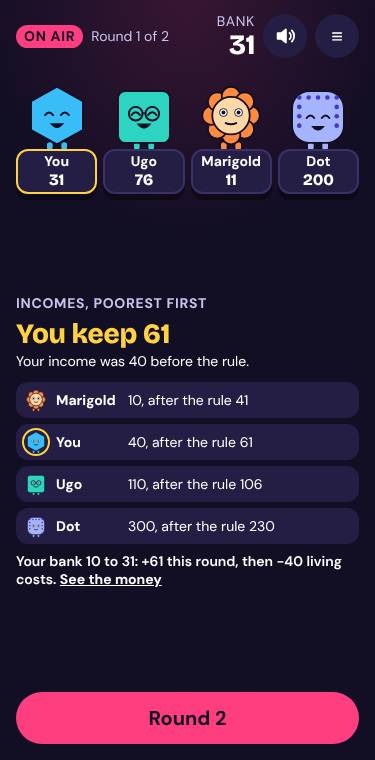 ON AIR Round 1 of 2
BANK
31
You
31
Ugo
76
Marigold
11
Dot
200
INCOMES, POOREST FIRST
You keep 61
Your income was 40 before the rule.
Marigold 10, after the rule 41
You 40, after the rule 61
Ugo 110, after the rule 106
Dot 300, after the rule 230
Your bank 10 to 31: +61 this round, then −40 living
costs. See the money
Round 2